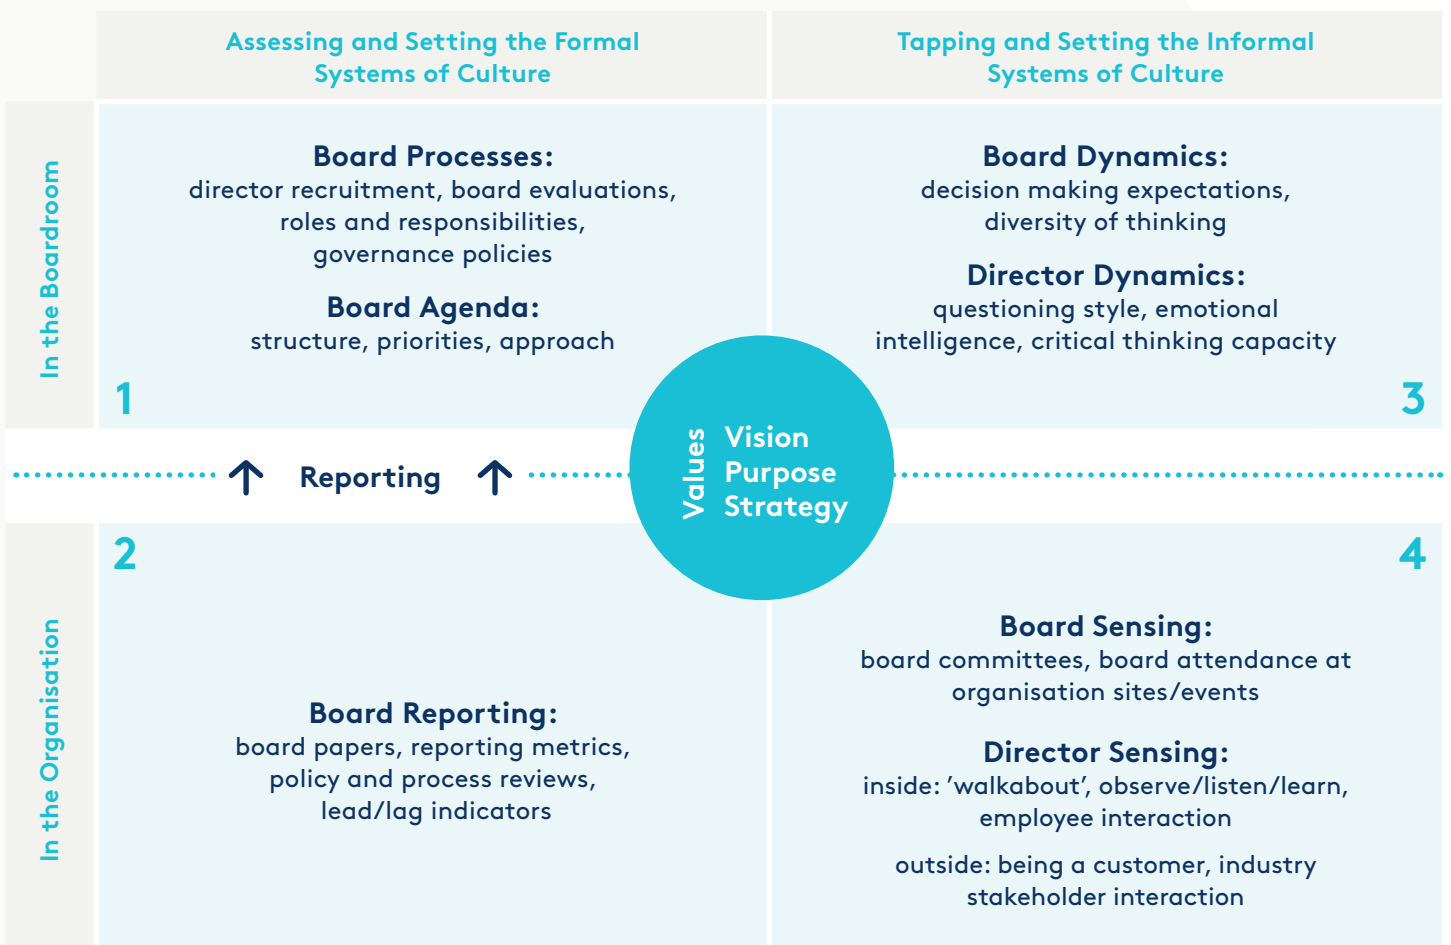 Assessing and Setting the Formal
Systems of Culture
Tapping and Setting the Informal
Systems of Culture
In the Boardroom
Board Processes:
director recruitment, board evaluations,
roles and responsibilities,
governance policies
Board Agenda:
structure, priorities, approach
1
Board Dynamics:
decision making expectations,
diversity of thinking
Director Dynamics:
questioning style, emotional
intelligence, critical thinking capacity
3
↑ Reporting ↑
Values
Vision
Purpose
Strategy
In the Organisation
2
Board Reporting:
board papers, reporting metrics,
policy and process reviews,
lead/lag indicators
4
Board Sensing:
board committees, board attendance at
organisation sites/events
Director Sensing:
inside: ’walkabout’, observe/listen/learn,
employee interaction
outside: being a customer, industry
stakeholder interaction